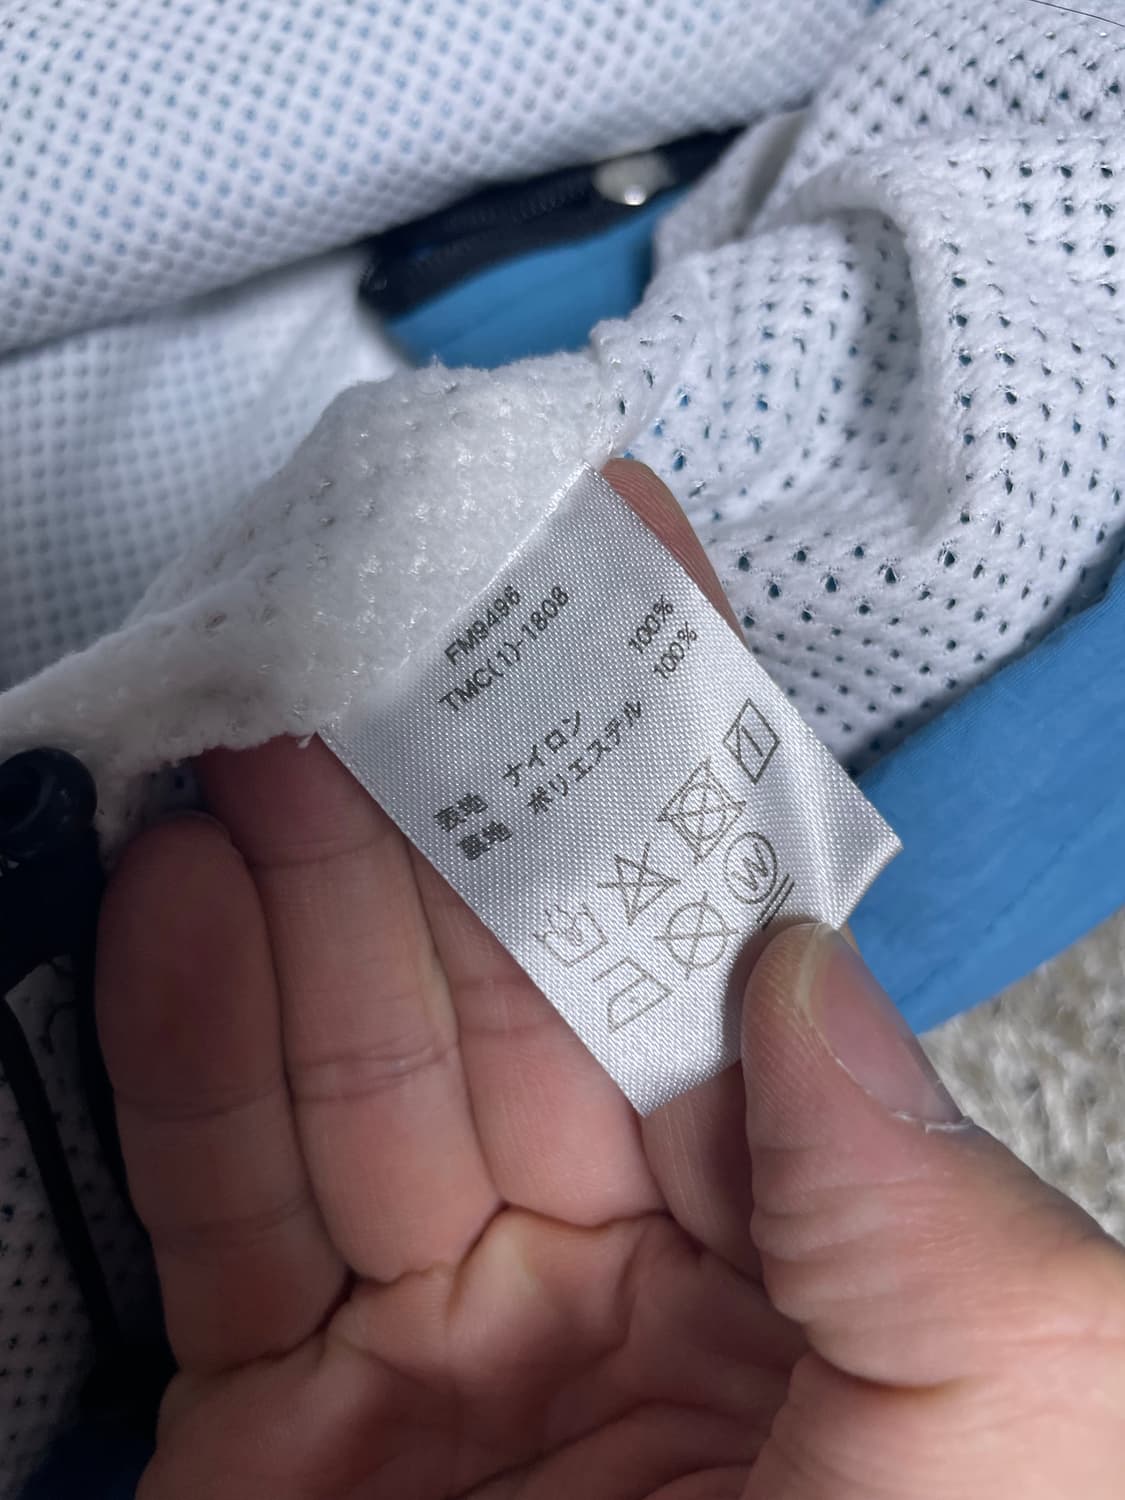 FM9496
TMC(1)-1808
表地 ナイロン 100%
裏地 ポリエステル 100%
W